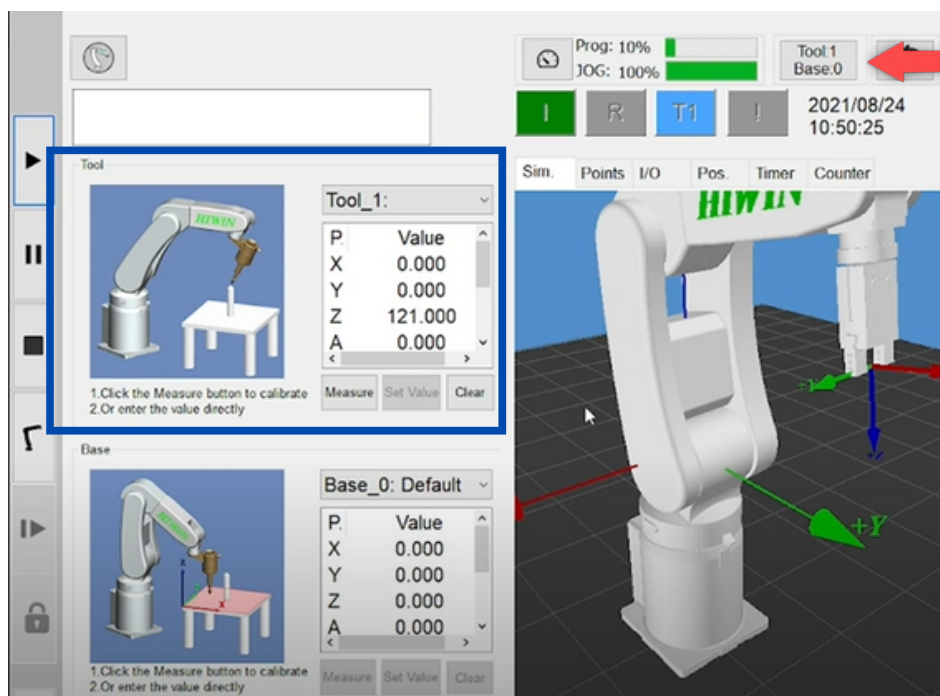 Prog: 10%
JOG: 100%
Tool:1
Base:0
I
R
T1
!
2021/08/24
10:50:25
Tool
HIWIN
Tool_1:
P. Value
X 0.000
Y 0.000
Z 121.000
A 0.000
1.Click the Measure button to calibrate
2.Or enter the value directly
Measure Set Value Clear
Base
HIWIN
Base_0: Default
P. Value
X 0.000
Y 0.000
Z 0.000
A 0.000
1.Click the Measure button to calibrate
2.Or enter the value directly
Measure Set Value Clear
Sim. Points I/O Pos. Timer Counter
HIWIN
+Y